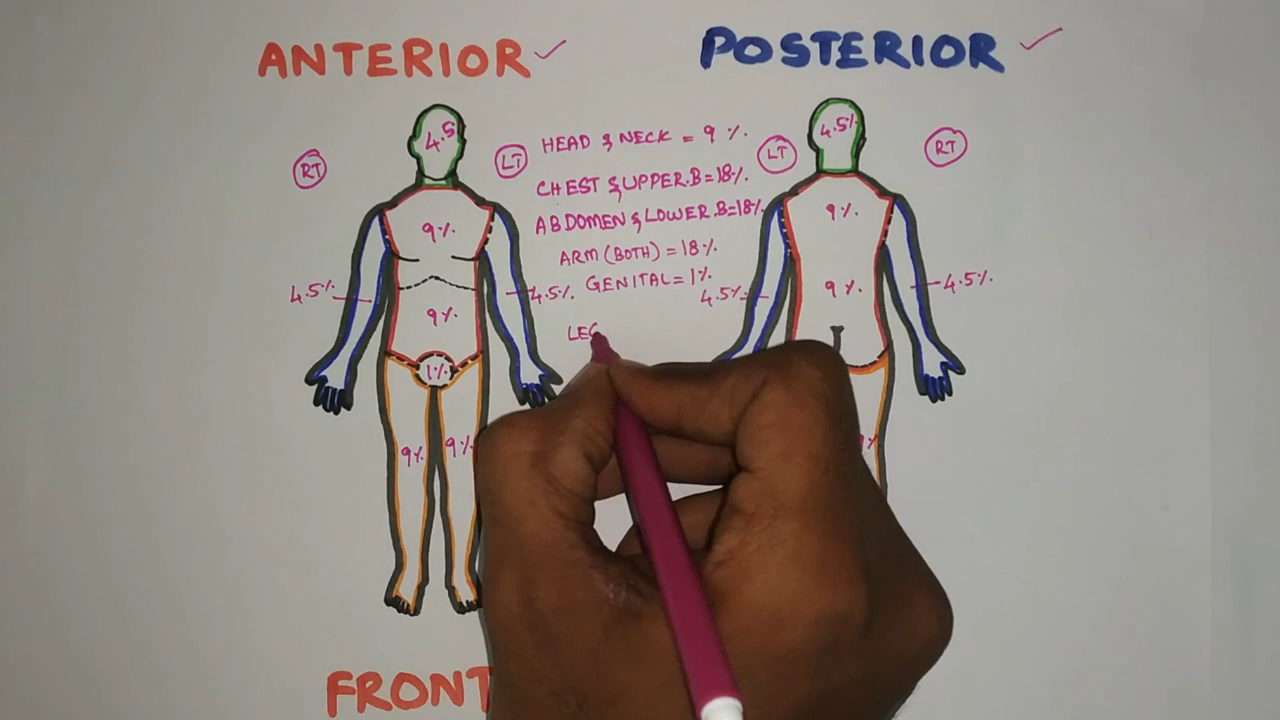 ANTERIOR
POSTERIOR
4.5
4.5%
RT
LT
HEAD & NECK = 9 %
LT
RT
CHEST & UPPER.B=18%
ABDOMEN & LOWER.B=18%
9%
9%
ARM (BOTH) = 18%
GENITAL=1%
4.5%
4.5%
4.5%
4.5%
9%
9%
LEG
1%
9%
9%
FRONT